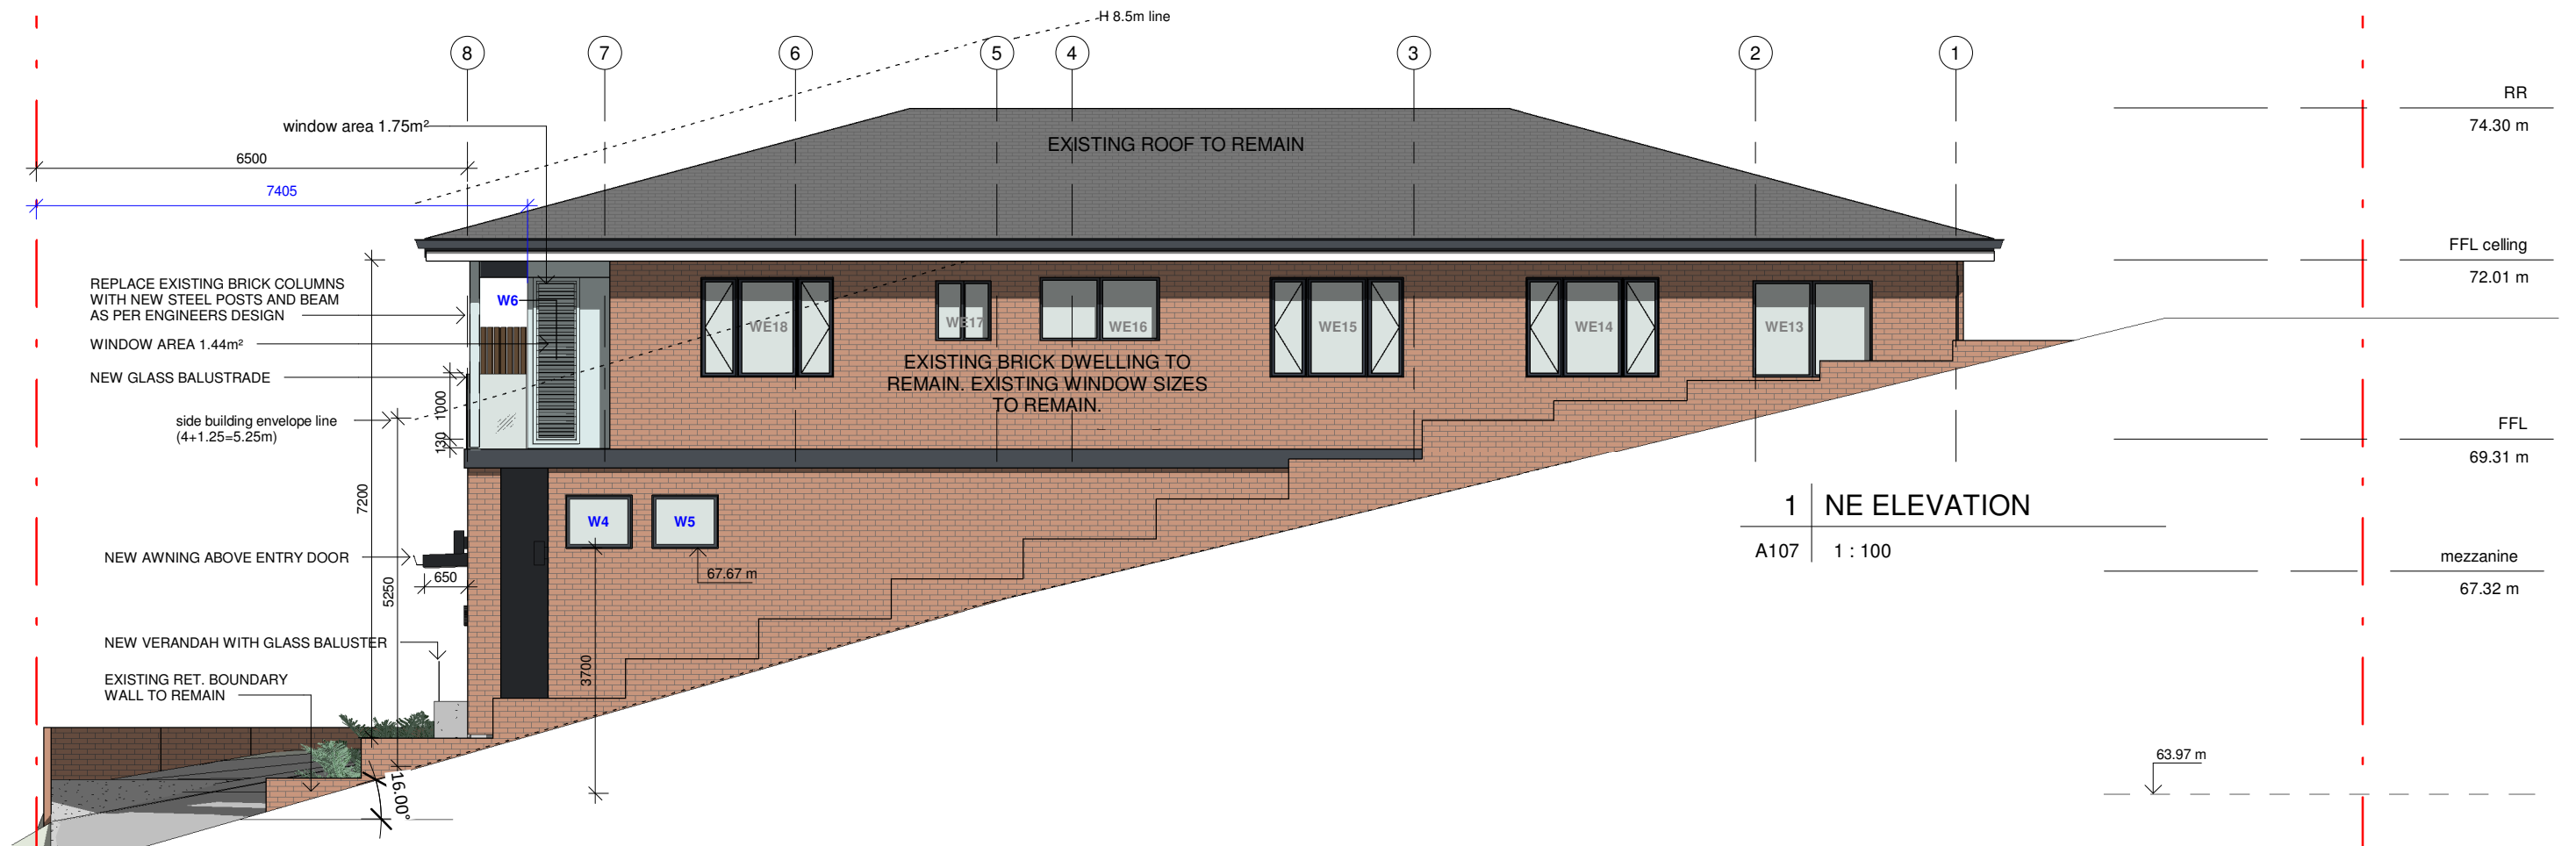 H 8.5m line
8
7
6
5
4
3
2
1
RR
74.30 m
window area 1.75m²
EXISTING ROOF TO REMAIN
6500
7405
FFL celling
72.01 m
REPLACE EXISTING BRICK COLUMNS
WITH NEW STEEL POSTS AND BEAM
AS PER ENGINEERS DESIGN
W6
WE18
WE17
WE16
WE15
WE14
WE13
WINDOW AREA 1.44m²
EXISTING BRICK DWELLING TO
REMAIN. EXISTING WINDOW SIZES
TO REMAIN.
NEW GLASS BALUSTRADE
1000
130
side building envelope line
(4+1.25=5.25m)
FFL
69.31 m
7200
1 NE ELEVATION
A107 1 : 100
W4
W5
NEW AWNING ABOVE ENTRY DOOR
650
67.67 m
mezzanine
67.32 m
5250
NEW VERANDAH WITH GLASS BALUSTER
3700
EXISTING RET. BOUNDARY
WALL TO REMAIN
63.97 m
16.00°